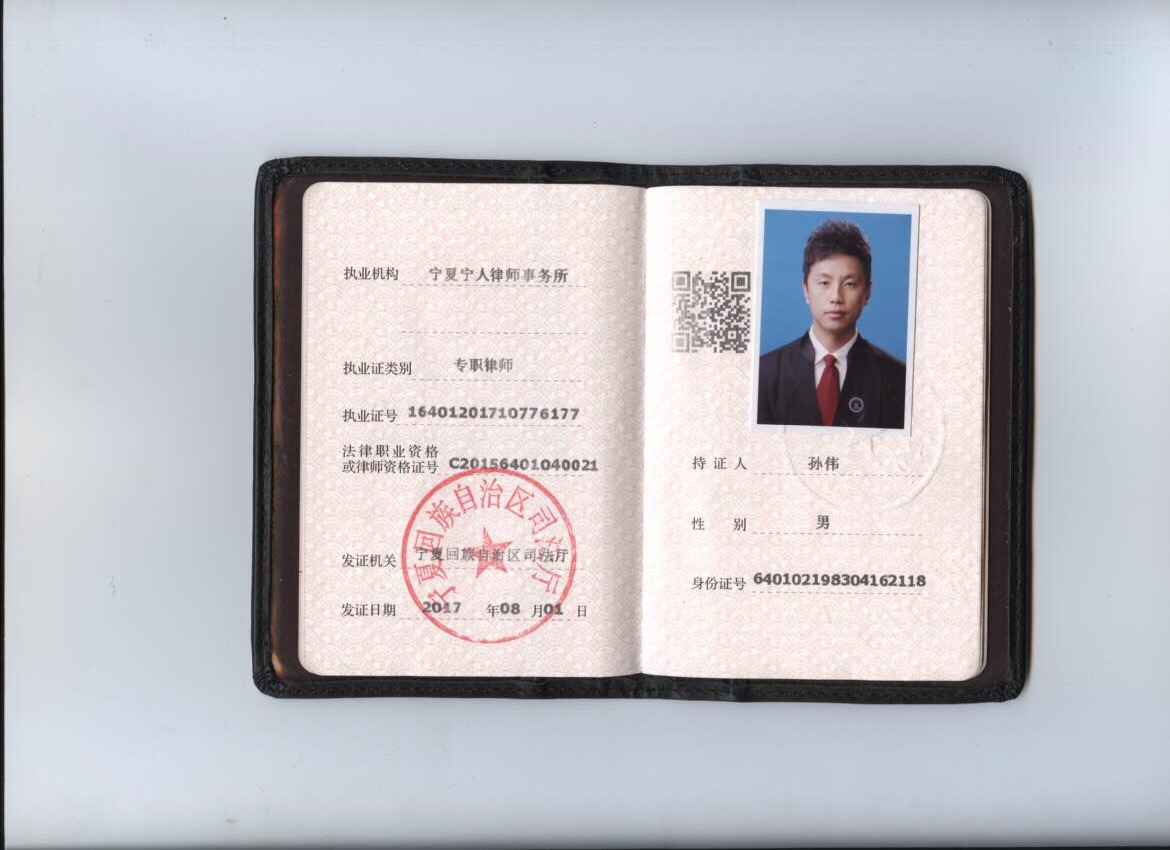 执业机构 宁夏宁人律师事务所
执业证类别 专职律师
执业证号 16401201710776177
法律职业资格
或律师资格证号 C20156401040021
发证机关 宁夏回族自治区司法厅
发证日期 2017 年08 月01 日
宁夏回族自治区司法厅
持证人 孙伟
性别 男
身份证号 640102198304162118